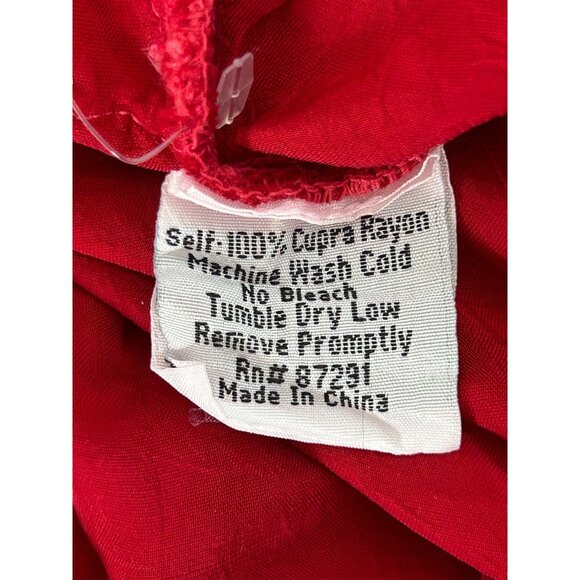 Self: 100% Cupra Rayon
Machine Wash Cold
No Bleach
Tumble Dry Low
Remove Promptly
Rn# 87291
Made In China